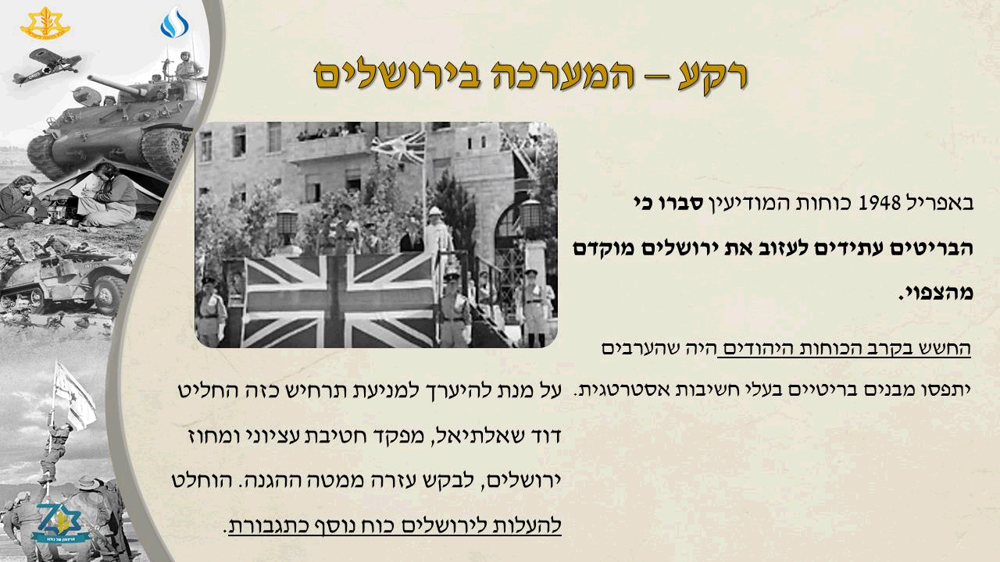 רקע – המערכה בירושלים
באפריל 1948 כוחות המודיעין סברו כי
הבריטים עתידים לעזוב את ירושלים מוקדם
מהצפוי.
החשש בקרב הכוחות היהודים היה שהערבים
יתפסו מבנים בריטיים בעלי חשיבות אסטרטגית.
על מנת להיערך למניעת תרחיש כזה החליט
דוד שאלתיאל, מפקד חטיבת עציוני ומחוז
ירושלים, לבקש עזרה ממטה ההגנה. הוחלט
להעלות לירושלים כוח נוסף כתגבורת.
70